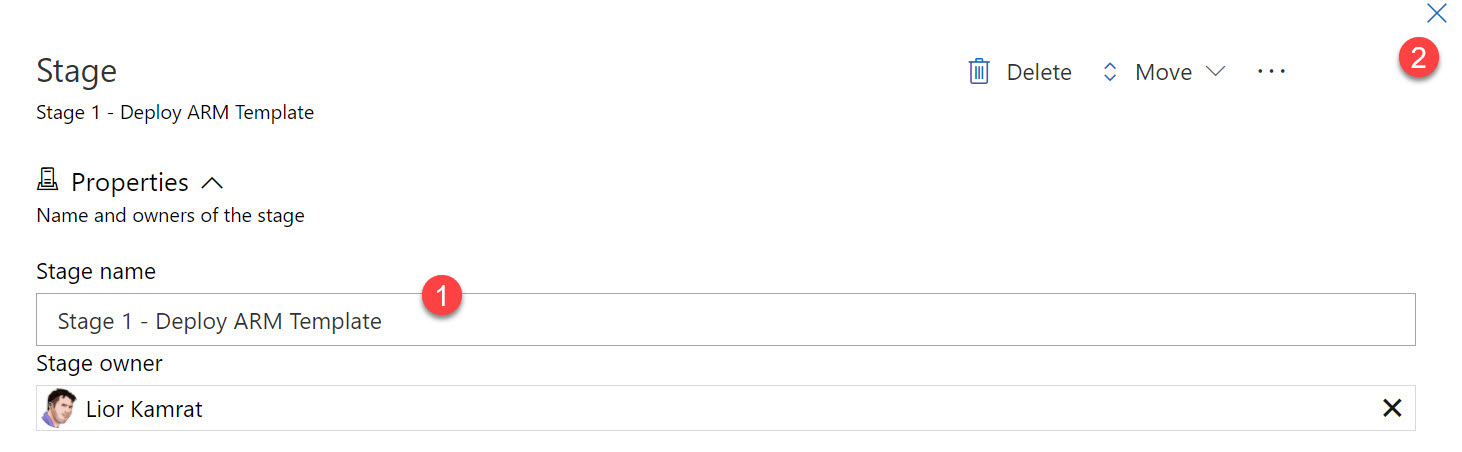 Stage
Delete Move ...
2
Stage 1 - Deploy ARM Template
Properties
Name and owners of the stage
Stage name
1
Stage 1 - Deploy ARM Template
Stage owner
Lior Kamrat